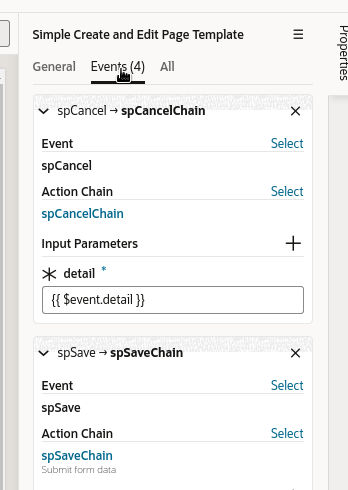 Simple Create and Edit Page Template
Properties
General Events (4) All
spCancel → spCancelChain
Event Select
spCancel
Action Chain Select
spCancelChain
Input Parameters
detail *
{{ $event.detail }}
spSave → spSaveChain
Event Select
spSave
Action Chain Select
spSaveChain
Submit form data